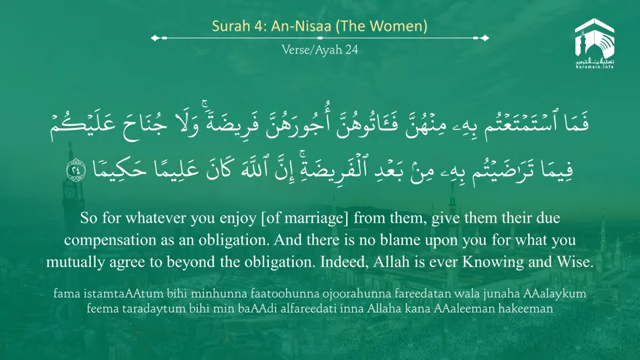 Surah 4: An-Nisaa (The Women)
Verse/Ayah 24
haramain.info
فَمَا ٱسْتَمْتَعْتُم بِهِۦ مِنْهُنَّ فَـَٔاتُوهُنَّ أُجُورَهُنَّ فَرِيضَةً ۚ وَلَا جُنَاحَ عَلَيْكُمْ
فِيمَا تَرَٰضَيْتُم بِهِۦ مِنۢ بَعْدِ ٱلْفَرِيضَةِ ۚ إِنَّ ٱللَّهَ كَانَ عَلِيمًا حَكِيمًا ٢٤
So for whatever you enjoy [of marriage] from them, give them their due
compensation as an obligation. And there is no blame upon you for what you
mutually agree to beyond the obligation. Indeed, Allah is ever Knowing and Wise.
fama istamtaAAtum bihi minhunna faatoohunna ojoorahunna fareedatan wala junaha AAalaykum
feema taradaytum bihi min baAAdi alfareedati inna Allaha kana AAaleeman hakeeman